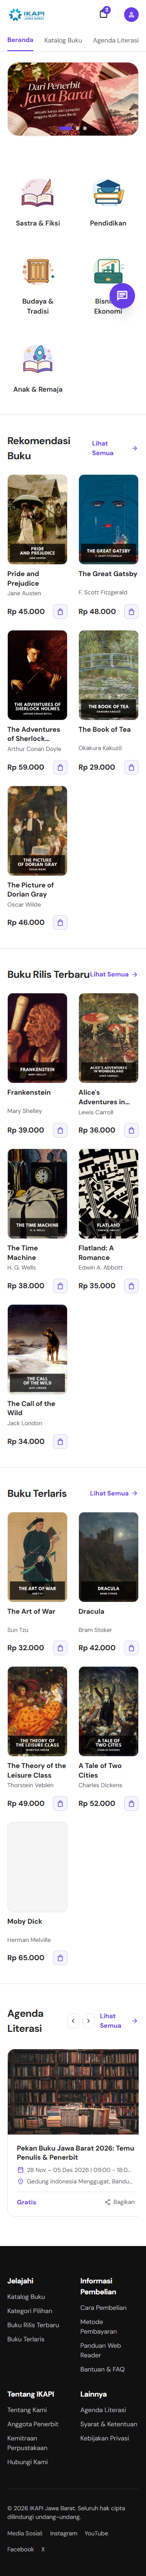 IKAPI
2
Beranda
Katalog Buku
Agenda Literasi
Dari Penerbit
Jawa Barat
Sastra & Fiksi
Pendidikan
Budaya &
Tradisi
Ekonomi
Anak & Remaja
Rekomendasi
Buku
Lihat
Semua
PRIDE
AND PREJUDICE
JANE AUSTEN
Pride and
Prejudice
Jane Austen
Rp 45.000
THE GREAT GATSBY
The Great Gatsby
F. Scott Fitzgerald
Rp 48.000
THE ADVENTURES OF
SHERLOCK HOLMES
The Adventures
of Sherlock...
Arthur Conan Doyle
Rp 59.000
THE BOOK OF TEA
The Book of Tea
Okakura Kakuzō
Rp 29.000
THE PICTURE OF
DORIAN GRAY
The Picture of
Dorian Gray
Oscar Wilde
Rp 46.000
Buku Rilis Terbaru
Lihat Semua
FRANKENSTEIN
Frankenstein
Mary Shelley
Rp 39.000
ALICE'S ADVENTURES
IN WONDERLAND
Alice's
Adventures in...
Lewis Carroll
Rp 36.000
THE TIME MACHINE
The Time
Machine
H. G. Wells
Rp 38.000
FLATLAND
Flatland: A
Romance
Edwin A. Abbott
Rp 35.000
THE CALL
OF THE WILD
The Call of the
Wild
Jack London
Rp 34.000
Buku Terlaris
Lihat Semua
THE ART OF WAR
The Art of War
Sun Tzu
Rp 32.000
DRACULA
Dracula
Bram Stoker
Rp 42.000
THE THEORY OF
THE LEISURE CLASS
The Theory of the
Leisure Class
Thorstein Veblen
Rp 49.000
A TALE OF
TWO CITIES
A Tale of Two
Cities
Charles Dickens
Rp 52.000
Moby Dick
Herman Melville
Rp 65.000
Agenda
Literasi
Lihat
Semua
Pekan Buku Jawa Barat 2026: Temu
Penulis & Penerbit
28 Nov – 05 Des 2026 | 09:00 - 18:0...
Gedung Indonesia Menggugat, Bandu...
Gratis
Bagikan
Jelajahi
Katalog Buku
Kategori Pilihan
Buku Rilis Terbaru
Buku Terlaris
Informasi
Pembelian
Cara Pembelian
Metode
Pembayaran
Panduan Web
Reader
Bantuan & FAQ
Tentang IKAPI
Tentang Kami
Anggota Penerbit
Kemitraan
Perpustakaan
Hubungi Kami
Lainnya
Agenda Literasi
Syarat & Ketentuan
Kebijakan Privasi
© 2026 IKAPI Jawa Barat. Seluruh hak cipta
dilindungi undang-undang.
Media Sosial:
Instagram
YouTube
Facebook
X